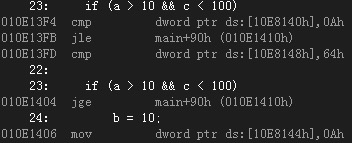 23: if (a > 10 && c < 100)
010E13F4 cmp dword ptr ds:[10E8140h],0Ah
010E13FB jle main+90h (010E1410h)
010E13FD cmp dword ptr ds:[10E8148h],64h
22:
23: if (a > 10 && c < 100)
010E1404 jge main+90h (010E1410h)
24: b = 10;
010E1406 mov dword ptr ds:[10E8144h],0Ah